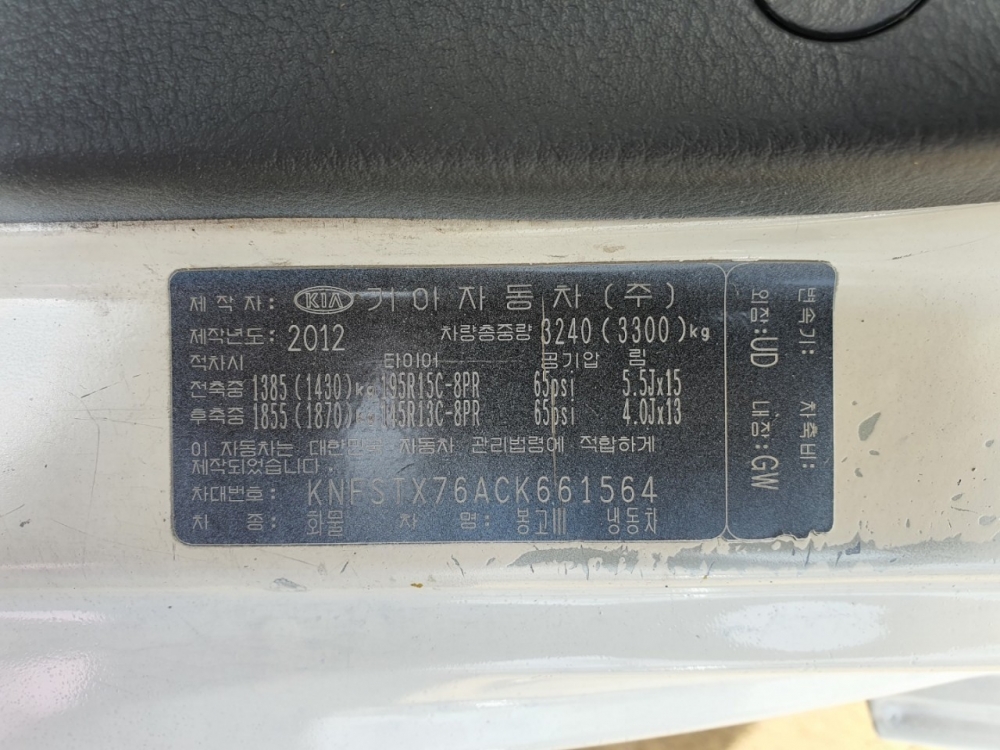 제 작 자: KIA 기아자동차(주)
제작년도: 2012 차량총중량 3240(3300)kg
적차시 타이어 공기압 림
전축중 1385(1430)kg 195R15C-8PR 65psi 5.5Jx15
후축중 1855(1870) 145R13C-8PR 65psi 4.0Jx13
이 자동차는 대한민국 자동차 관리법령에 적합하게
제작되었습니다.
차대번호: KNFSTX76ACK661564
차 종: 화물 차 명: 봉고III 냉동차
변속기: 차축비:
외장:UD 내장:GW